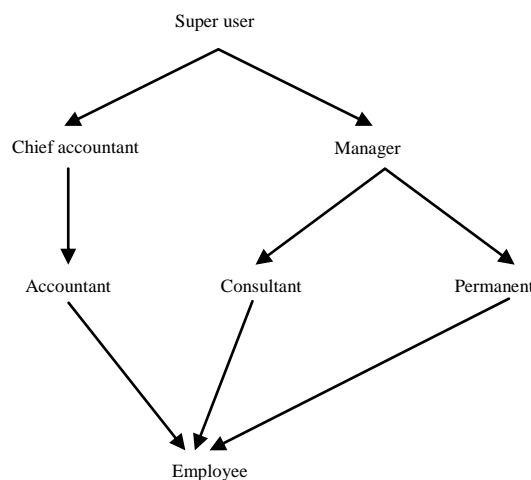 Super user
Chief accountant
Manager
Accountant
Consultant
Permanent
Employee